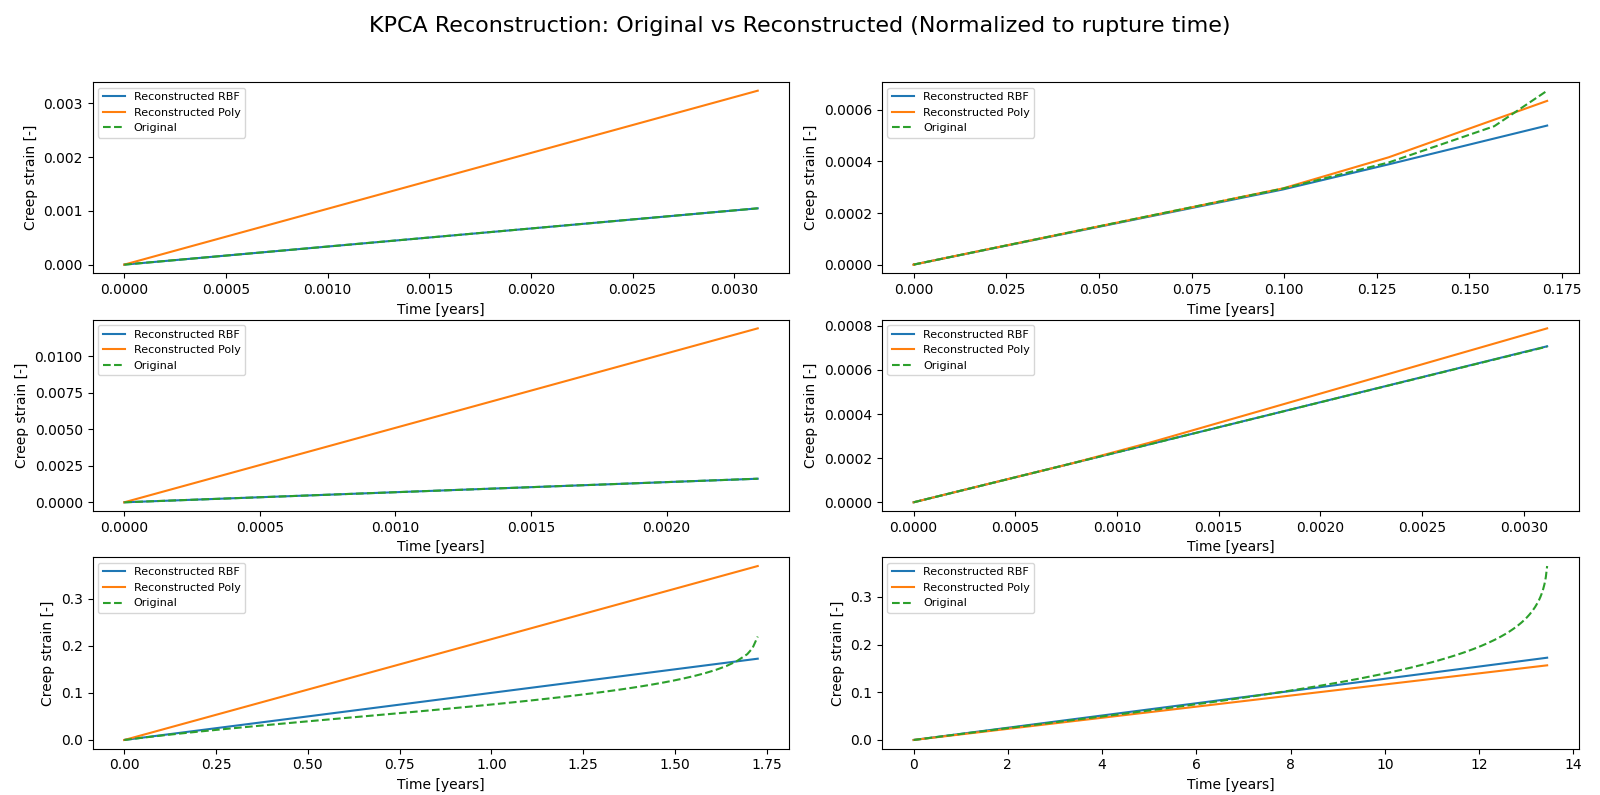 KPCA Reconstruction: Original vs Reconstructed (Normalized to rupture time)
Creep strain [-]
0.003
0.002
0.001
0.000
Reconstructed RBF
Reconstructed Poly
Original
0.0000 0.0005 0.0010 0.0015 0.0020 0.0025 0.0030
Time [years]
Creep strain [-]
0.0006
0.0004
0.0002
0.0000
Reconstructed RBF
Reconstructed Poly
Original
0.000 0.025 0.050 0.075 0.100 0.125 0.150 0.175
Time [years]
Creep strain [-]
0.0100
0.0075
0.0050
0.0025
0.0000
Reconstructed RBF
Reconstructed Poly
Original
0.0000 0.0005 0.0010 0.0015 0.0020
Time [years]
Creep strain [-]
0.0008
0.0006
0.0004
0.0002
0.0000
Reconstructed RBF
Reconstructed Poly
Original
0.0000 0.0005 0.0010 0.0015 0.0020 0.0025 0.0030
Time [years]
Creep strain [-]
0.3
0.2
0.1
0.0
Reconstructed RBF
Reconstructed Poly
Original
0.00 0.25 0.50 0.75 1.00 1.25 1.50 1.75
Time [years]
Creep strain [-]
0.3
0.2
0.1
0.0
Reconstructed RBF
Reconstructed Poly
Original
0 2 4 6 8 10 12 14
Time [years]